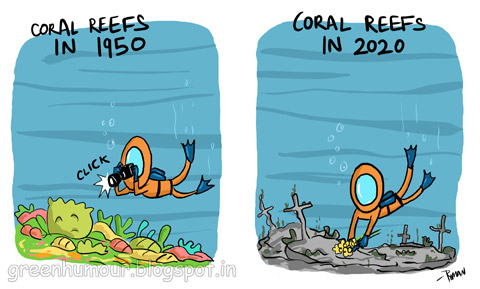 CORAL REEFS
IN 1950
CLICK
greenhumour.blogspot.in
CORAL REEFS
IN 2020